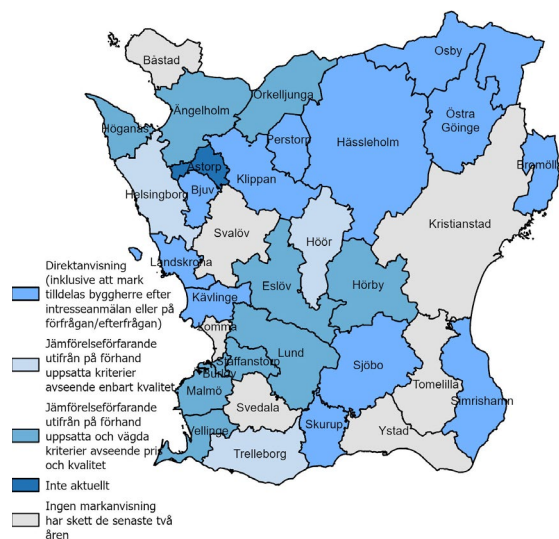 Båstad
Osby
Örkelljunga
Ängelholm
Höganäs
Östra
Göinge
Perstorp
Hässleholm
Åstorp
Bromölla
Klippan
Helsingborg
Bjuv
Kristianstad
Svalöv
Höör
Landskrona
Eslöv
Hörby
Kävlinge
Lomma
Lund
Staffanstorp
Burlöv
Sjöbo
Malmö
Tomelilla
Simrishamn
Svedala
Vellinge
Skurup
Ystad
Trelleborg
Direktanvisning
(inklusive att mark
tilldelas byggherre efter
intresseanmälan eller på
förfrågan/efterfrågan)
Jämförelseförfarande
utifrån på förhand
uppsatta kriterier
avseende enbart kvalitet
Jämförelseförfarande
utifrån på förhand
uppsatta och vägda
kriterier avseende pris
och kvalitet
Inte aktuellt
Ingen markanvisning
har skett de senaste två
åren